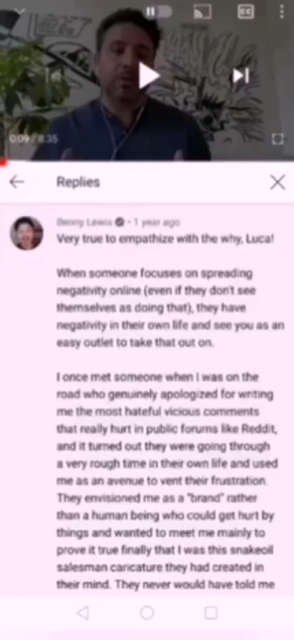 CC
0:09 / 8:35
Replies
Benny Lewis • 1 year ago
Very true to empathize with the why, Luca!
When someone focuses on spreading
negativity online (even if they don't see
themselves as doing that), they have
negativity in their own life and see you as an
easy outlet to take that out on.
I once met someone when I was on the
road who genuinely apologized for writing
me the most hateful vicious comments
that really hurt in public forums like Reddit,
and it turned out they were going through
a very rough time in their own life and used
me as an avenue to vent their frustration.
They envisioned me as a "brand" rather
than a human being who could get hurt by
things and wanted to meet me mainly to
prove it true finally that I was this snakeoil
salesman caricature they had created in
their mind. They never would have told me